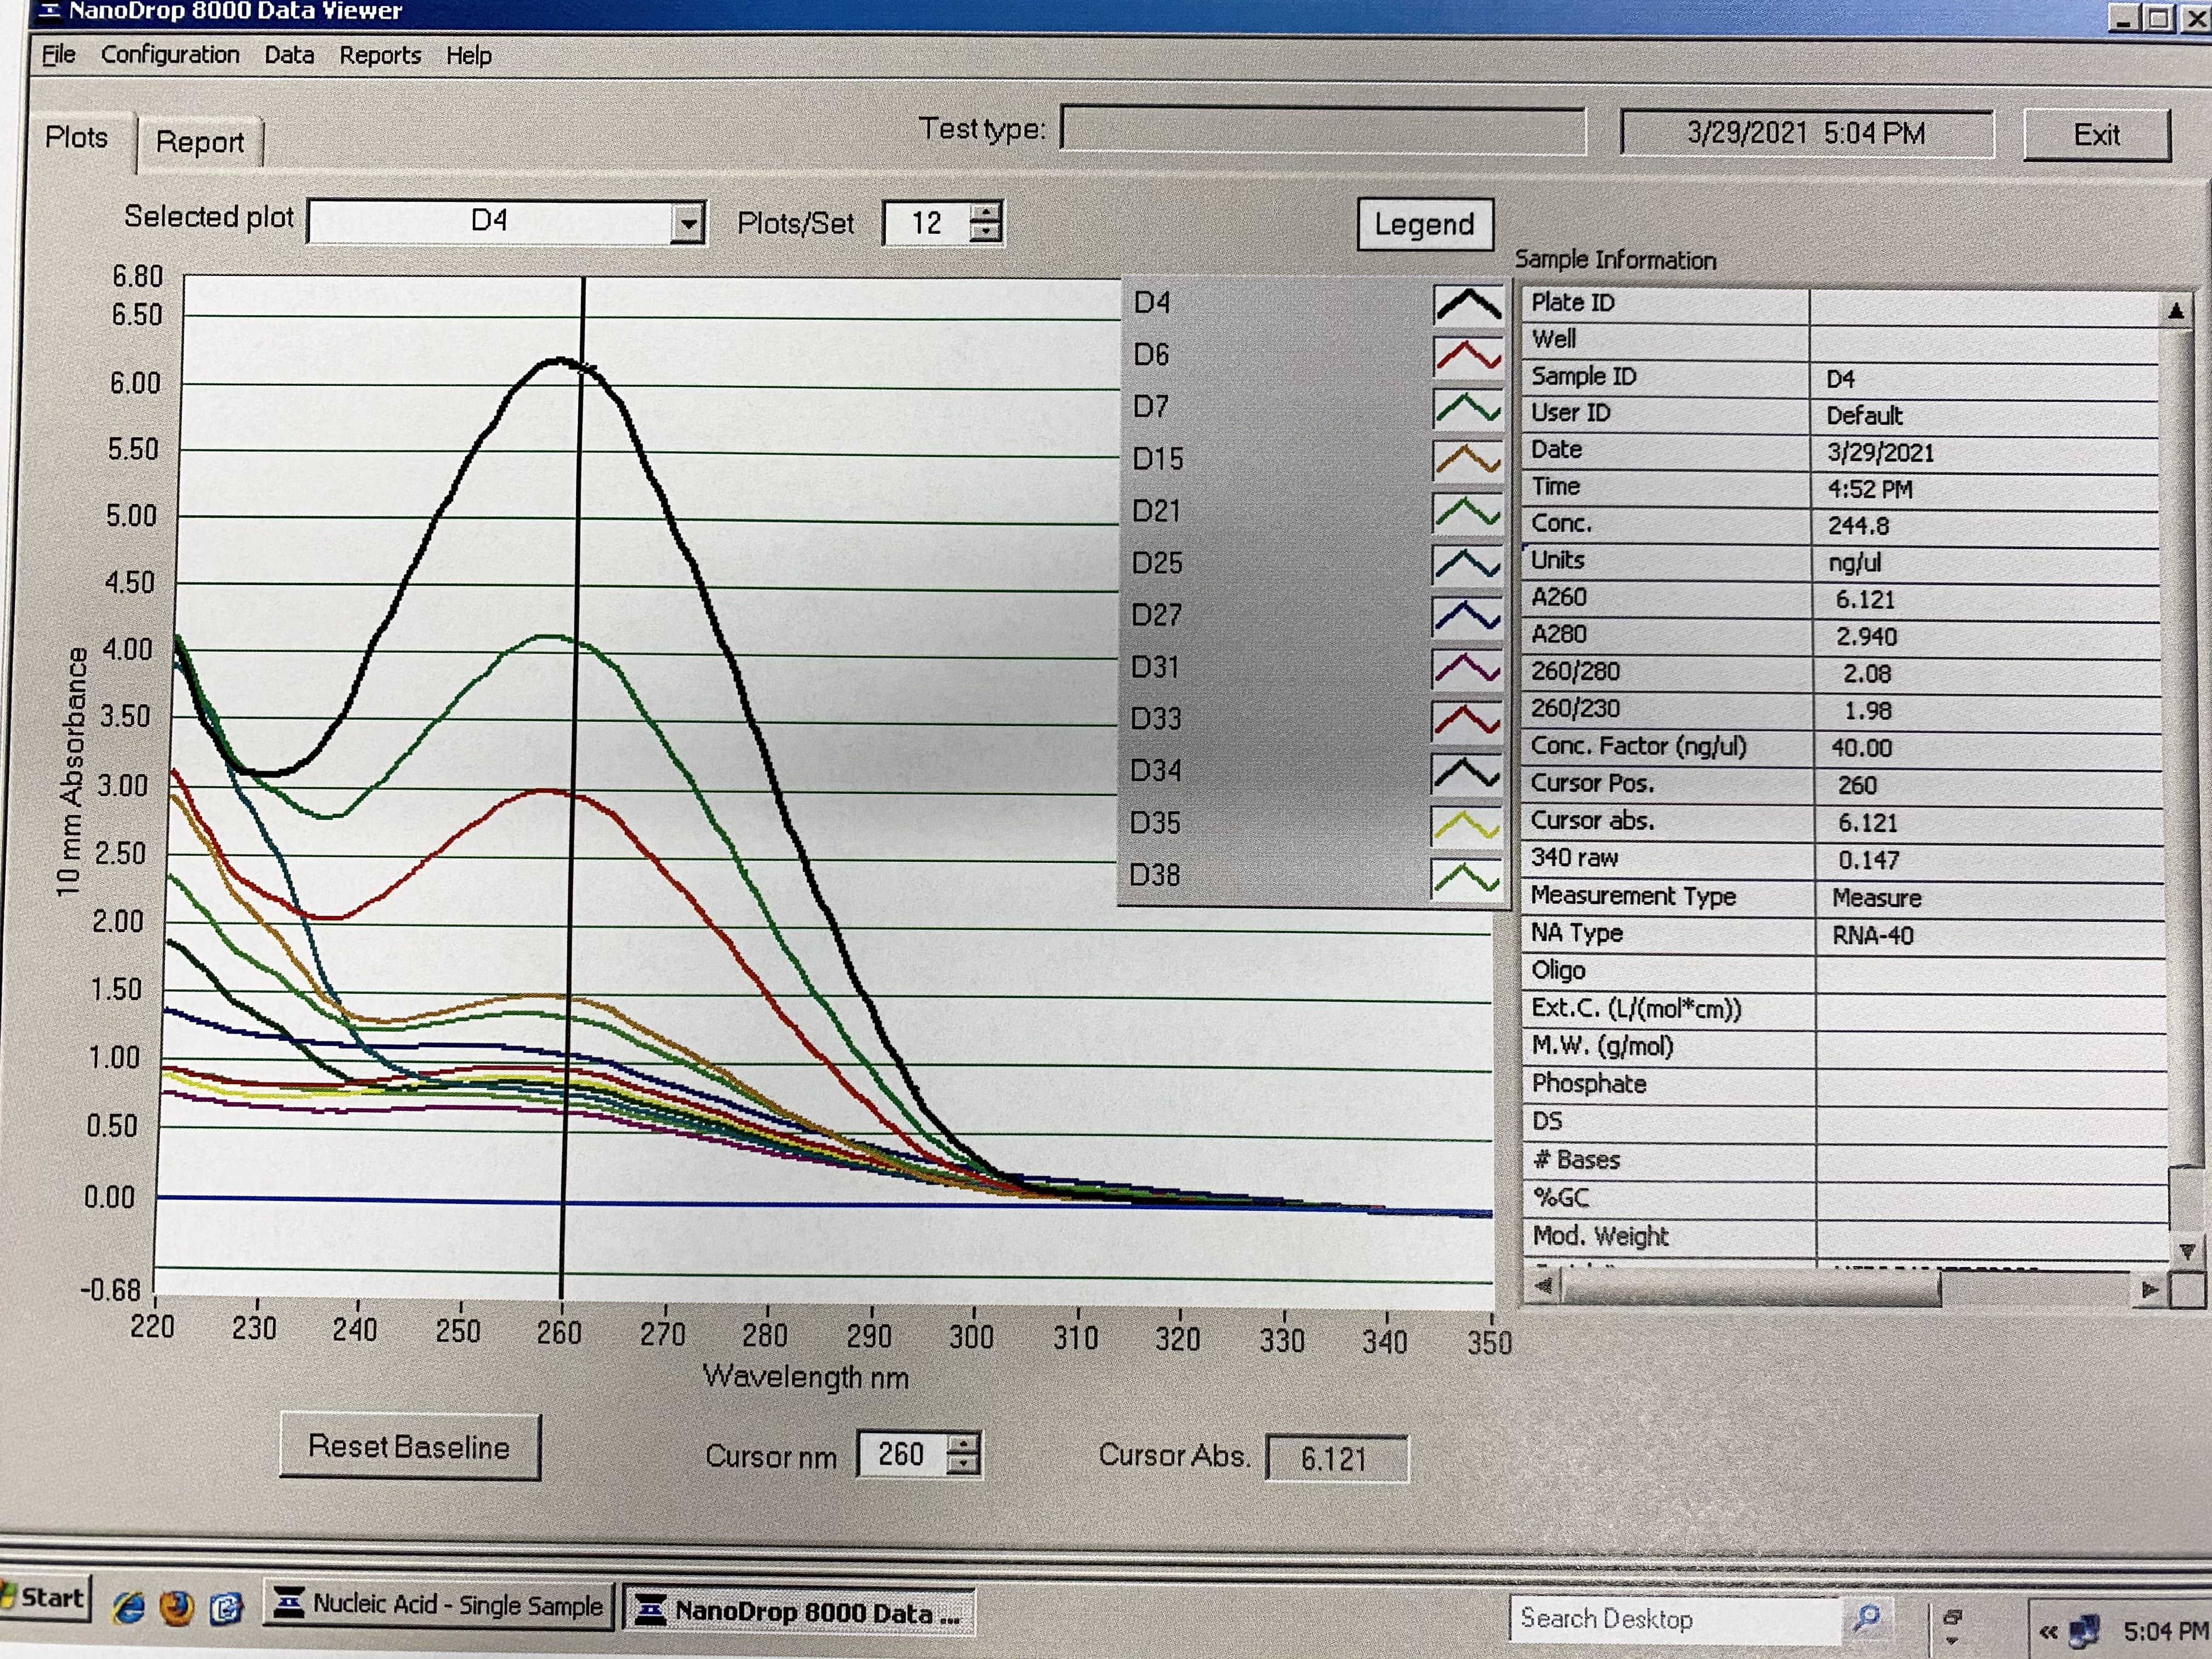 NanoDrop 8000 Data Viewer
File Configuration Data Reports Help
Plots Report Test type: 3/29/2021 5:04 PM Exit
Selected plot D4 Plots/Set 12 Legend
Sample Information
10 mm Absorbance
6.80
6.50
6.00
5.50
5.00
4.50
4.00
3.50
3.00
2.50
2.00
1.50
1.00
0.50
0.00
-0.68
220 230 240 250 260 270 280 290 300 310 320 330 340 350
Wavelength nm
D4
D6
D7
D15
D21
D25
D27
D31
D33
D34
D35
D38
Plate ID
Well
Sample ID D4
User ID Default
Date 3/29/2021
Time 4:52 PM
Conc. 244.8
Units ng/ul
A260 6.121
A280 2.940
260/280 2.08
260/230 1.98
Conc. Factor (ng/ul) 40.00
Cursor Pos. 260
Cursor abs. 6.121
340 raw 0.147
Measurement Type Measure
NA Type RNA-40
Oligo
Ext.C. (L/(mol*cm))
M.W. (g/mol)
Phosphate
DS
# Bases
%GC
Mod. Weight
Reset Baseline Cursor nm 260 Cursor Abs. 6.121
Start Nucleic Acid - Single Sample NanoDrop 8000 Data ... Search Desktop « 5:04 PM